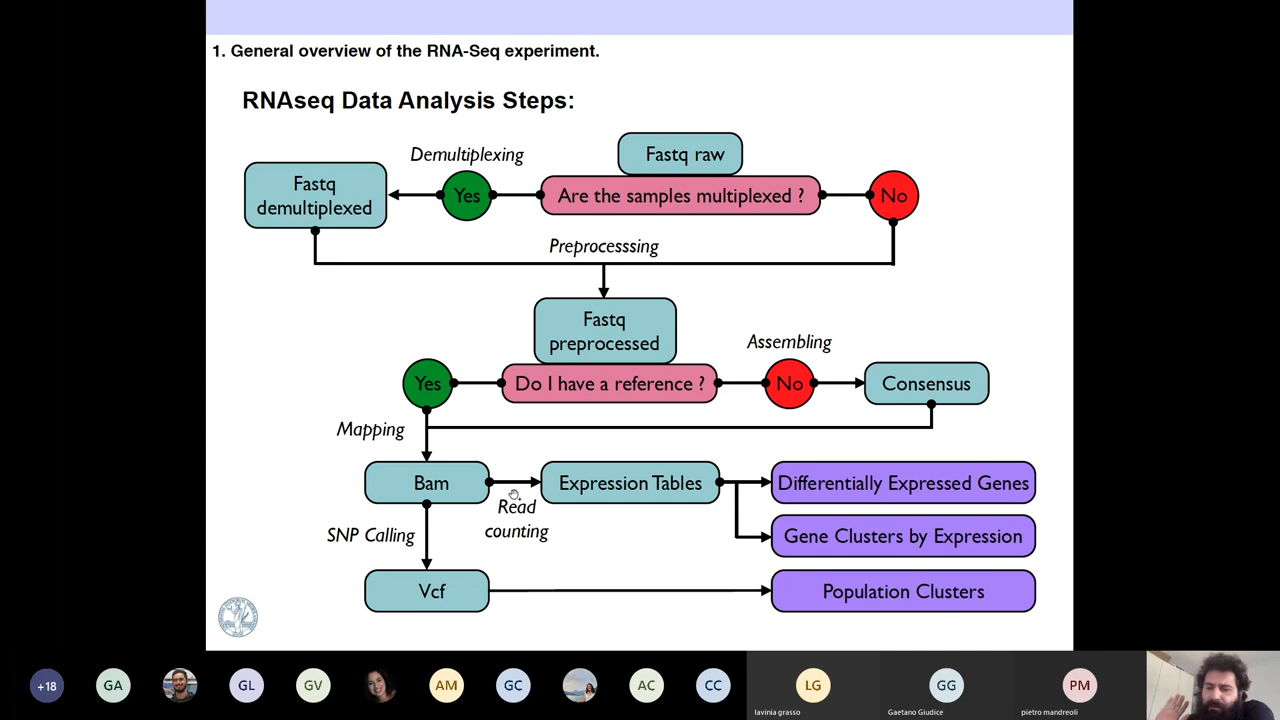 1. General overview of the RNA-Seq experiment.
RNAseq Data Analysis Steps:
Demultiplexing
Fastq raw
Fastq
demultiplexed
Yes
Are the samples multiplexed ?
No
Preprocesssing
Fastq
preprocessed
Assembling
Yes
Do I have a reference ?
No
Consensus
Mapping
Bam
Read
counting
Expression Tables
Differentially Expressed Genes
SNP Calling
Gene Clusters by Expression
Vcf
Population Clusters
+18
GA
GL
GV
AM
GC
AC
CC
LG
lavinia grasso
GG
Gaetano Giudice
PM
pietro mandreoli